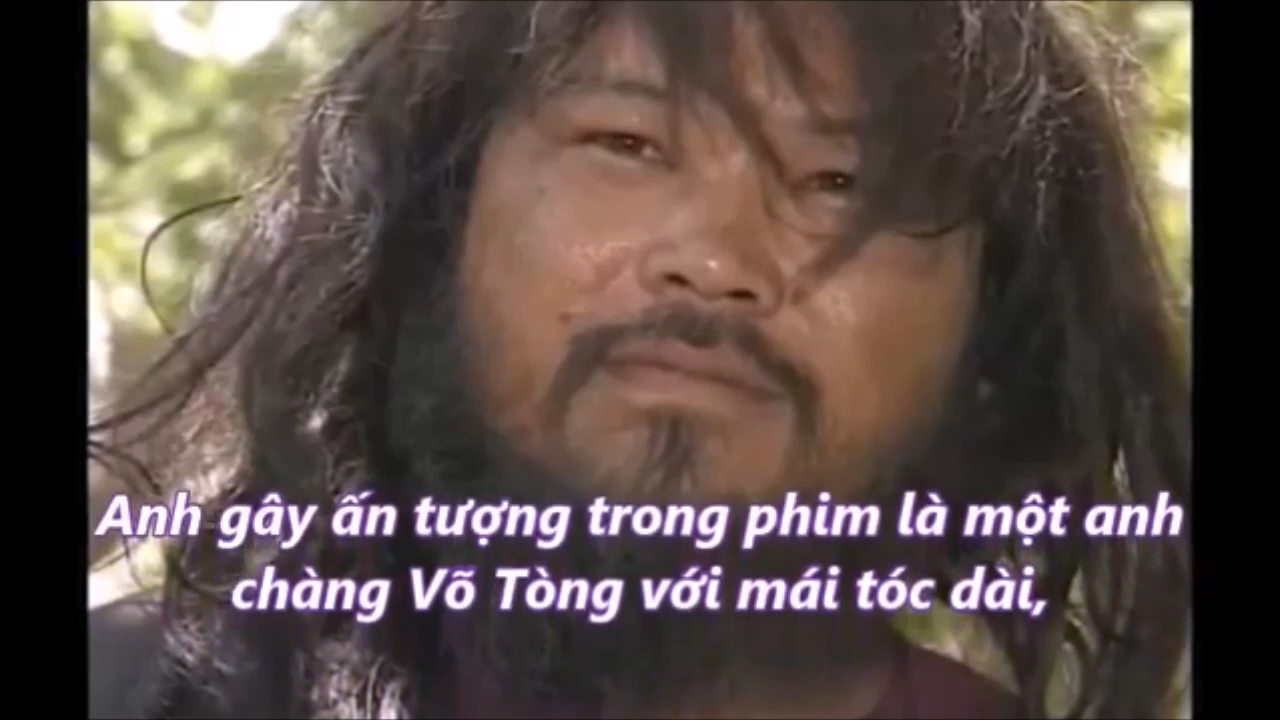 Anh gây ấn tượng trong phim là một anh
chàng Võ Tòng với mái tóc dài,